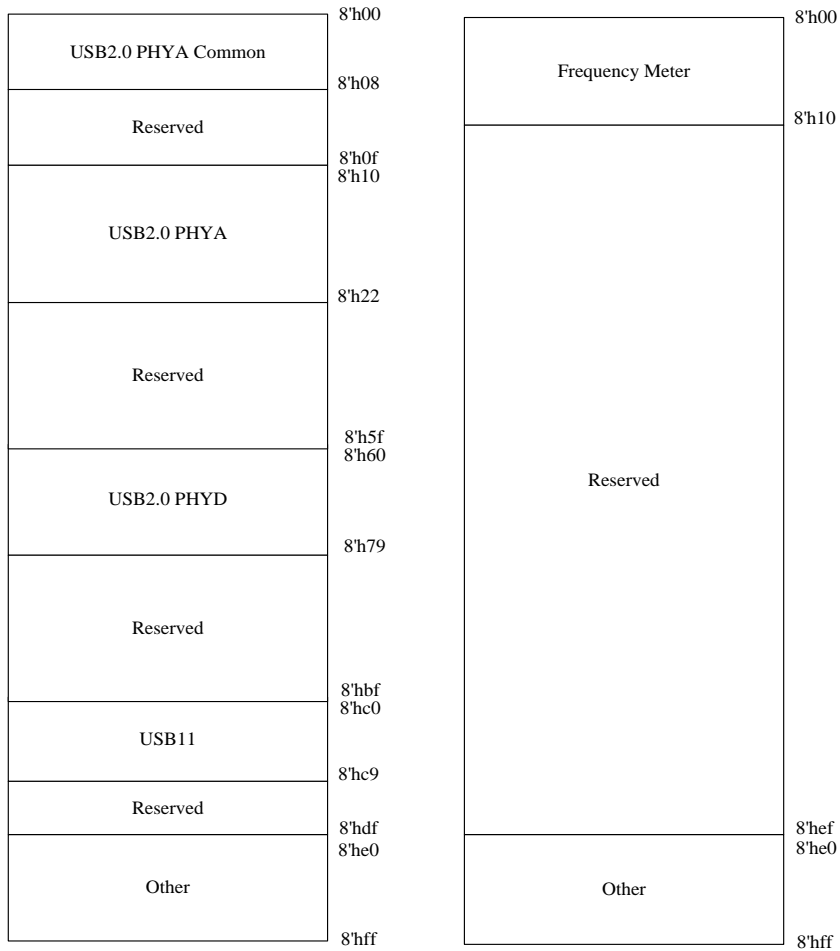 8'h00
USB2.0 PHYA Common
8'h08
Reserved
8'h0f
8'h10
USB2.0 PHYA
8'h22
Reserved
8'h5f
8'h60
USB2.0 PHYD
8'h79
Reserved
8'hbf
8'hc0
USB11
8'hc9
Reserved
8'hdf
8'he0
Other
8'hff
8'h00
Frequency Meter
8'h10
Reserved
8'hef
8'he0
Other
8'hff